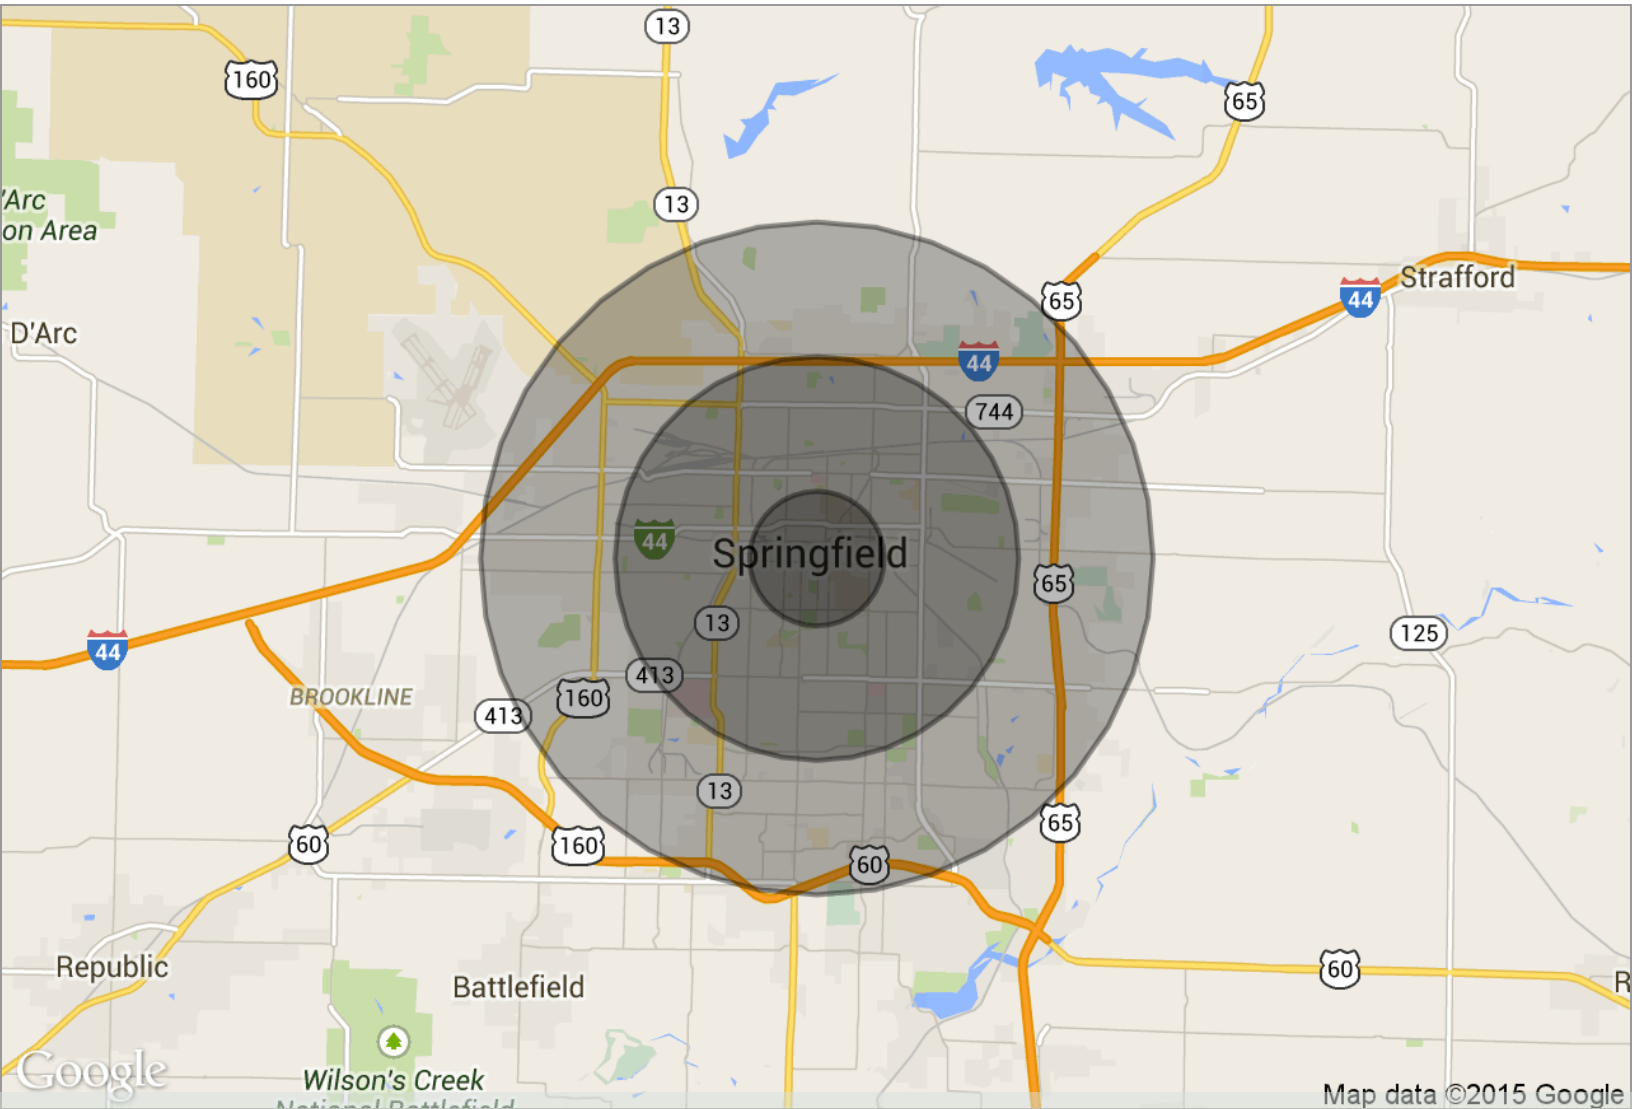 13
160
65
13
'Arc
on Area
65
Strafford
44
D'Arc
44
744
44
Springfield
65
13
125
44
413
BROOKLINE
160
413
13
65
60
160
60
Republic
60
Battlefield
R
Google
Wilson's Creek
National Battlefield
Map data ©2015 Google